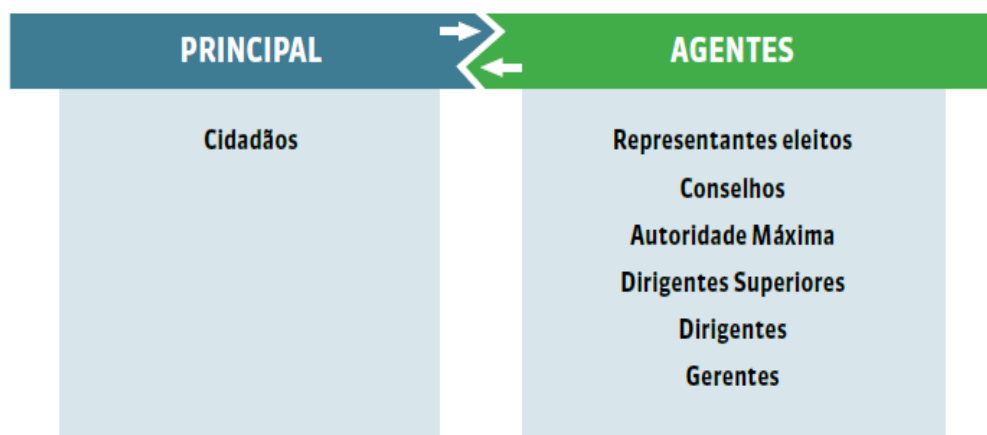 PRINCIPAL
AGENTES
Cidadãos
Representantes eleitos
Conselhos
Autoridade Máxima
Dirigentes Superiores
Dirigentes
Gerentes